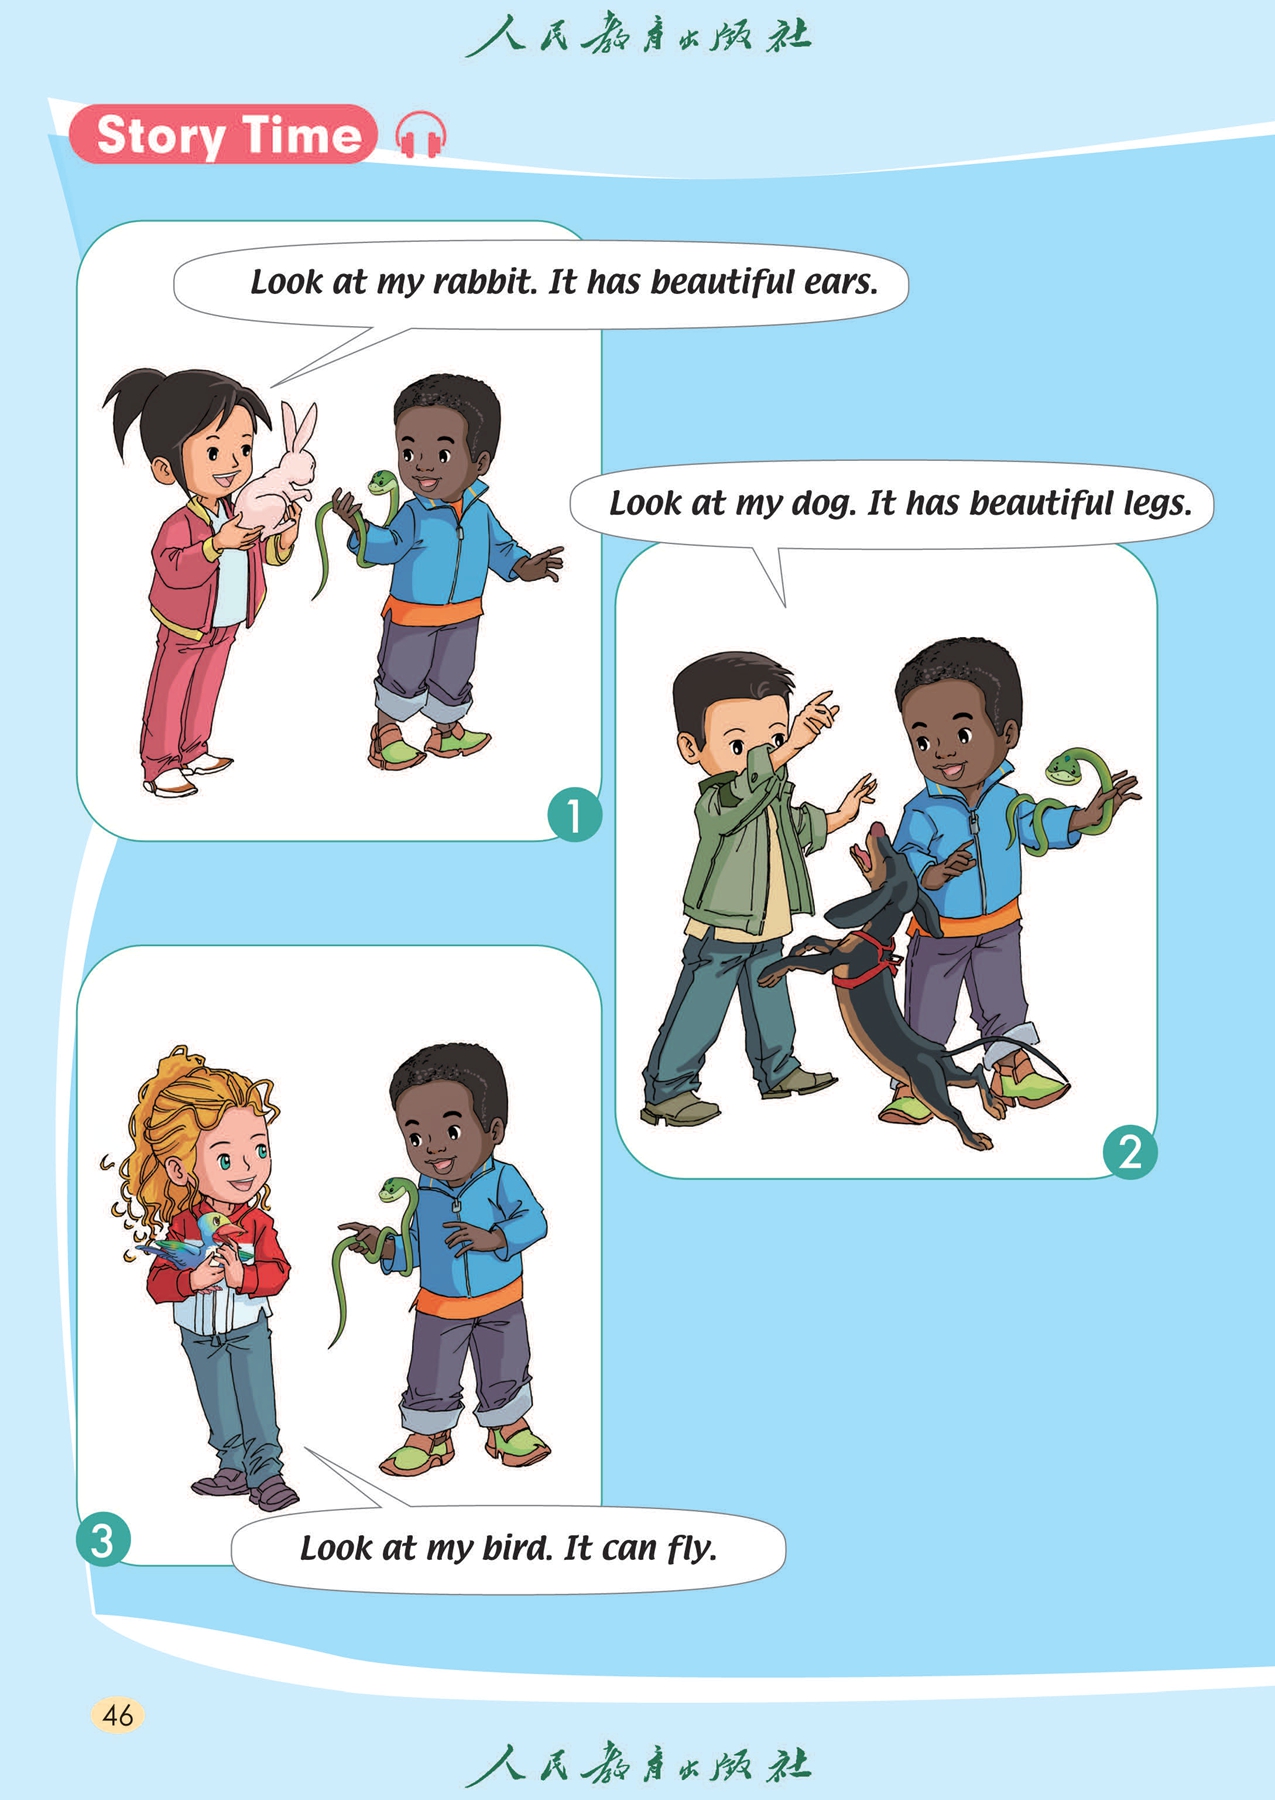 人民教育出版社
Story Time
Look at my rabbit. It has beautiful ears.
1
Look at my dog. It has beautiful legs.
2
3
Look at my bird. It can fly.
46
人民教育出版社